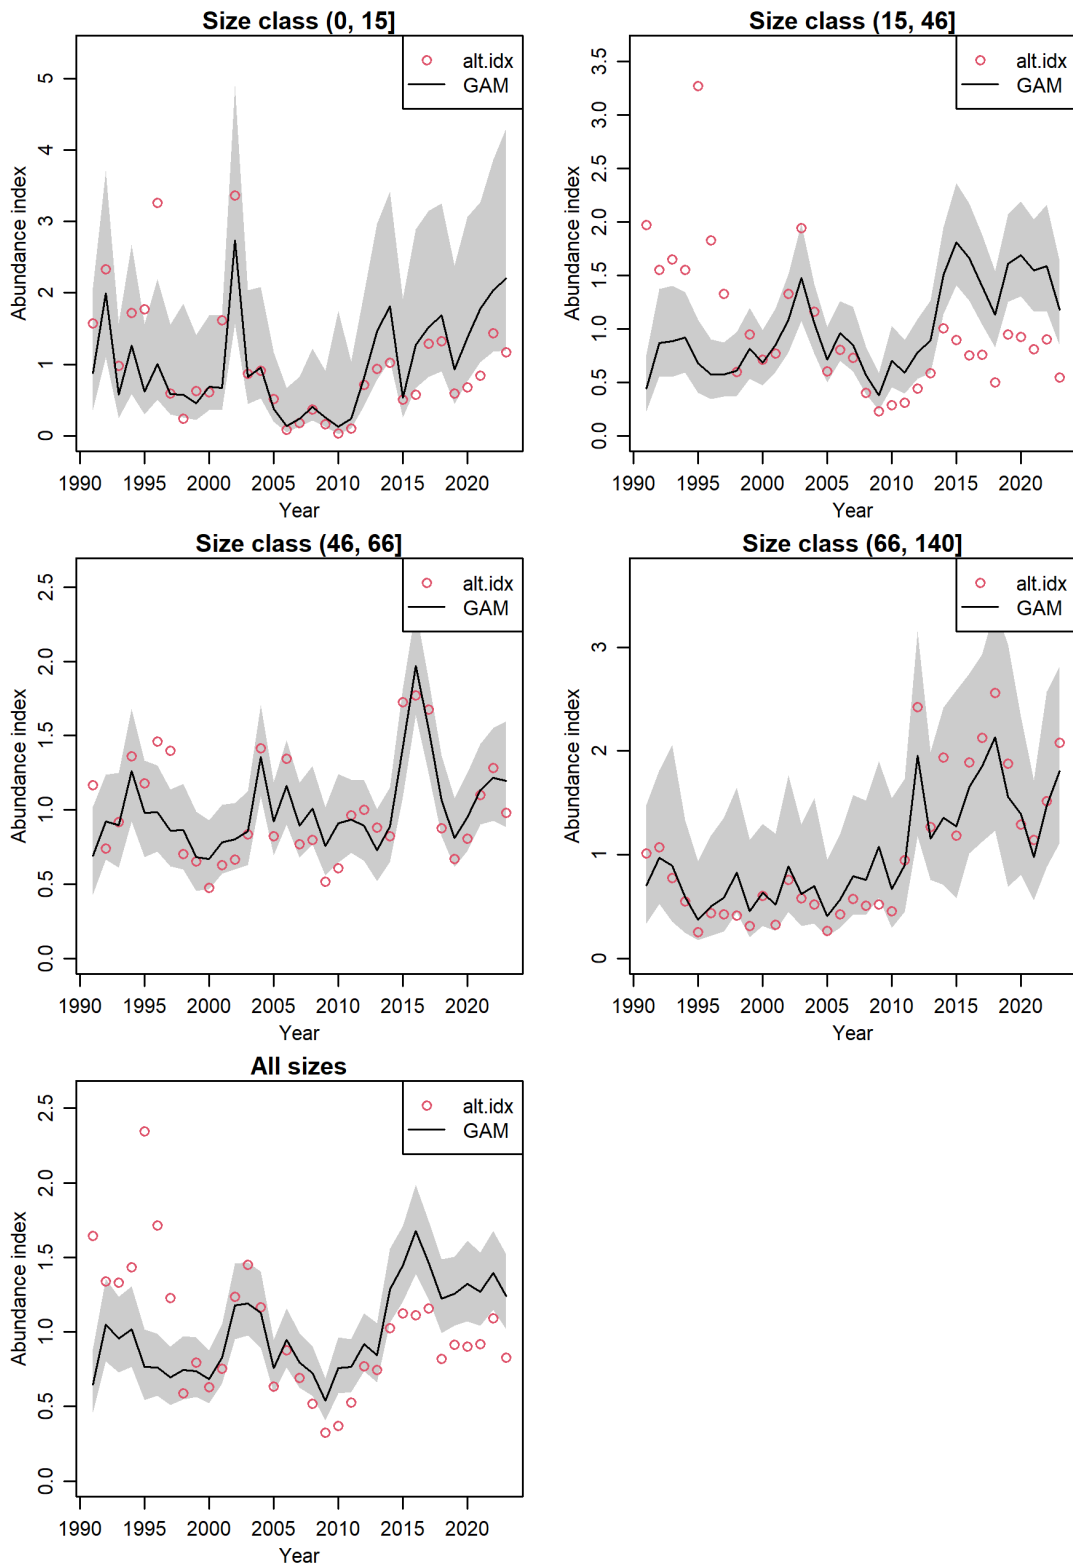 Size class (0, 15]
alt.idx
GAM
Abundance index
5
4
3
2
1
0
1990 1995 2000 2005 2010 2015 2020
Year
Size class (15, 46]
alt.idx
GAM
Abundance index
3.5
3.0
2.5
2.0
1.5
1.0
0.5
0.0
1990 1995 2000 2005 2010 2015 2020
Year
Size class (46, 66]
alt.idx
GAM
Abundance index
2.5
2.0
1.5
1.0
0.5
0.0
1990 1995 2000 2005 2010 2015 2020
Year
Size class (66, 140]
alt.idx
GAM
Abundance index
3
2
1
0
1990 1995 2000 2005 2010 2015 2020
Year
All sizes
alt.idx
GAM
Abundance index
2.5
2.0
1.5
1.0
0.5
0.0
1990 1995 2000 2005 2010 2015 2020
Year